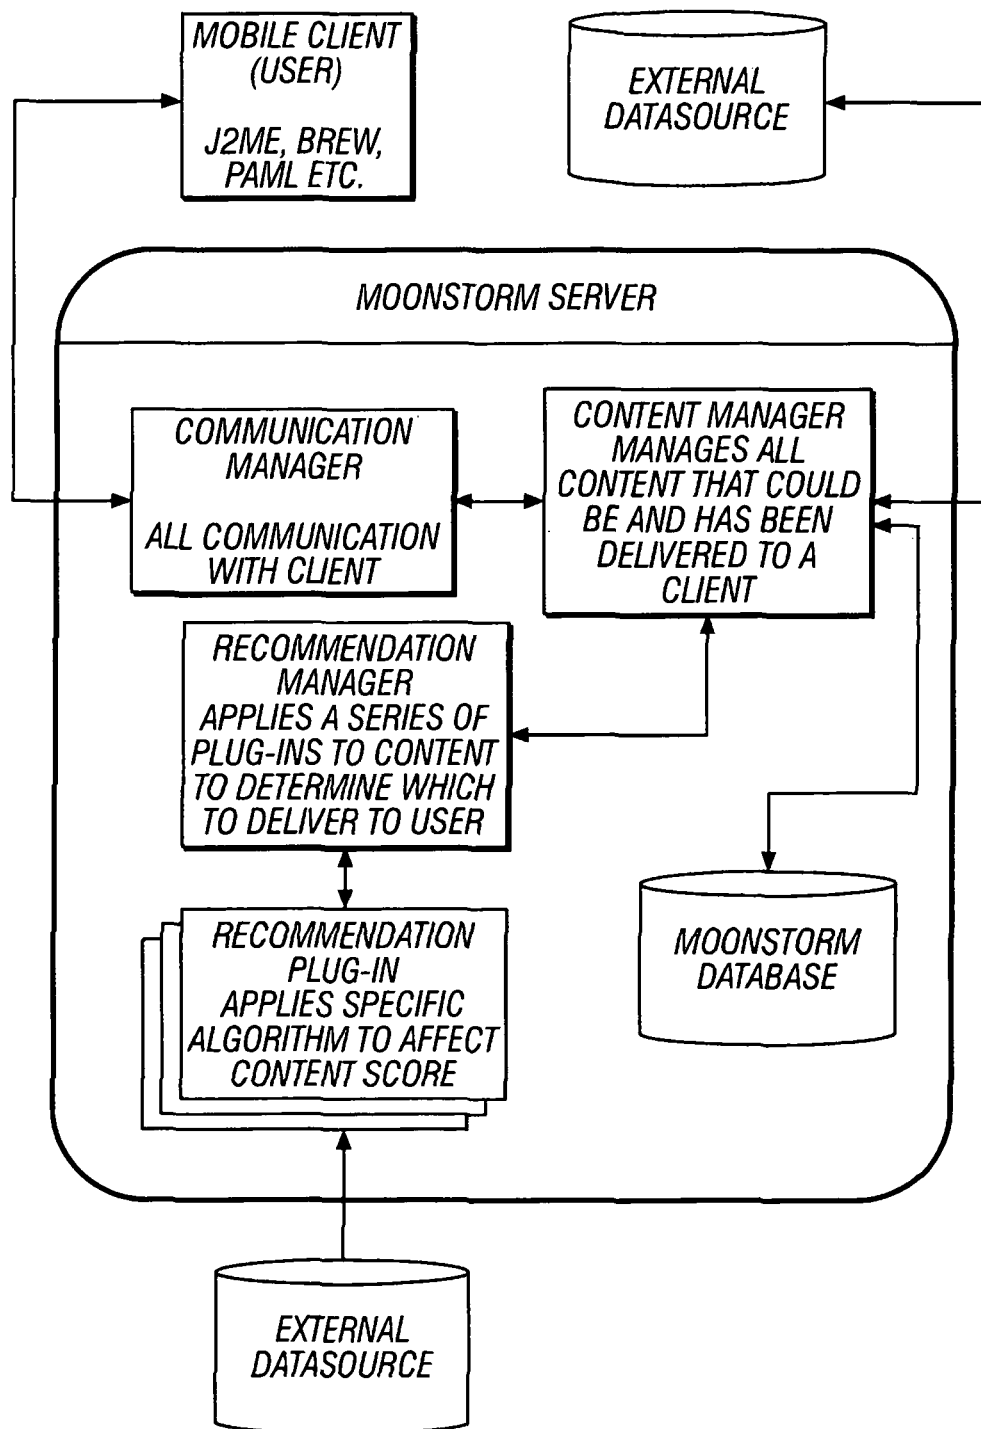 MOBILE CLIENT
(USER)
J2ME, BREW,
PAML ETC.
EXTERNAL
DATASOURCE
MOONSTORM SERVER
COMMUNICATION
MANAGER
ALL COMMUNICATION
WITH CLIENT
CONTENT MANAGER
MANAGES ALL
CONTENT THAT COULD
BE AND HAS BEEN
DELIVERED TO A
CLIENT
RECOMMENDATION
MANAGER
APPLIES A SERIES OF
PLUG-INS TO CONTENT
TO DETERMINE WHICH
TO DELIVER TO USER
RECOMMENDATION
PLUG-IN
APPLIES SPECIFIC
ALGORITHM TO AFFECT
CONTENT SCORE
MOONSTORM
DATABASE
EXTERNAL
DATASOURCE